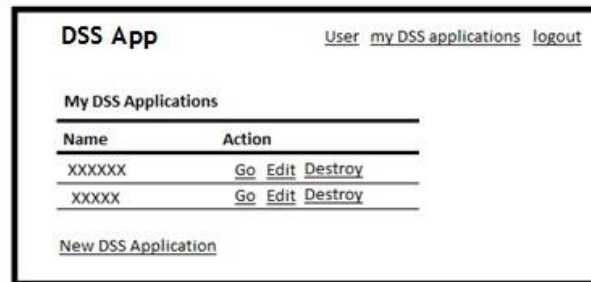 DSS App User my DSS applications logout
My DSS Applications
Name Action
XXXXXX Go Edit Destroy
XXXXX Go Edit Destroy
New DSS Application